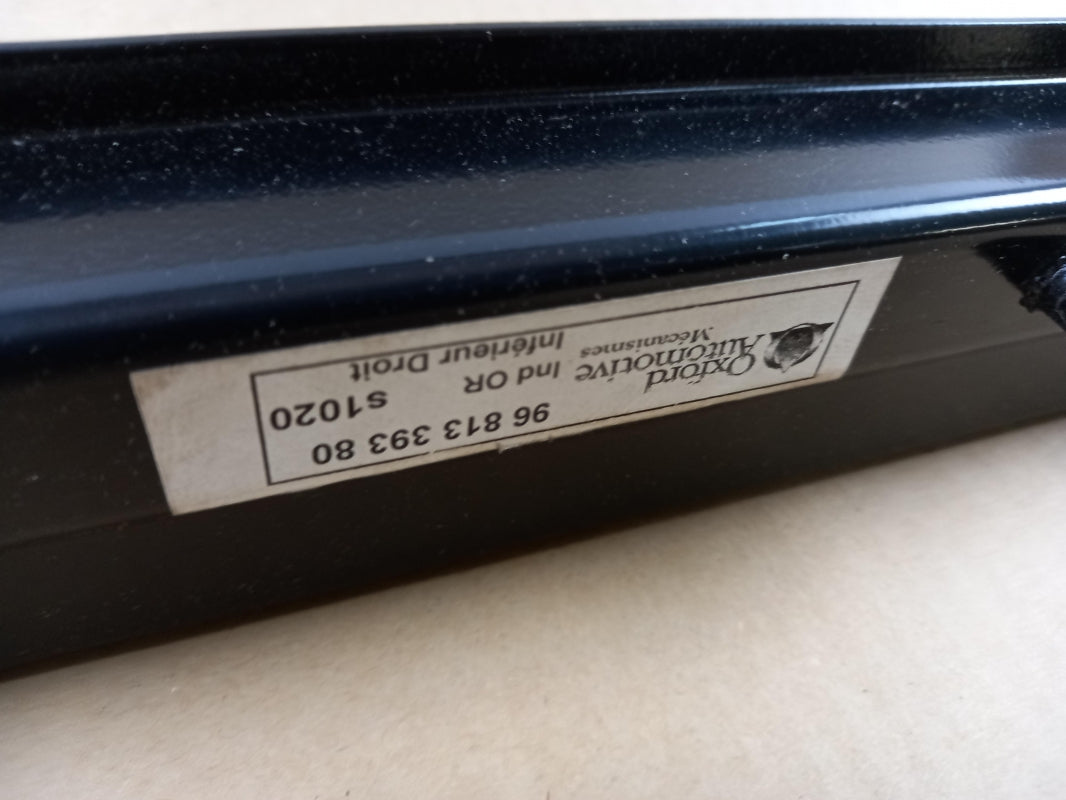 Oxford
Automotive
Mécanismes
96 813 393 80
Ind OR s1020
Inférieur Droit